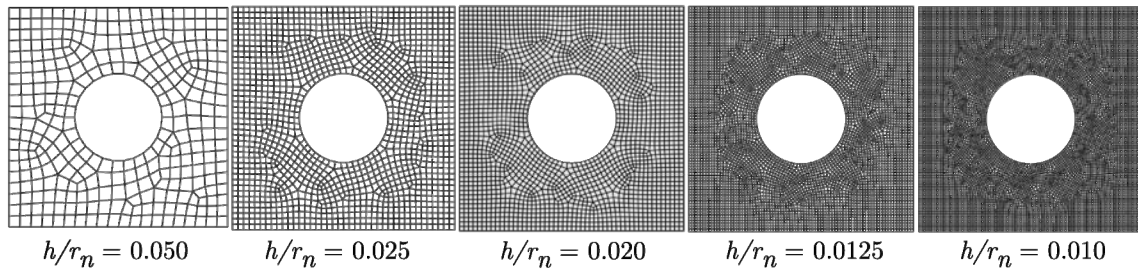 h/r_n = 0.050
h/r_n = 0.025
h/r_n = 0.020
h/r_n = 0.0125
h/r_n = 0.010